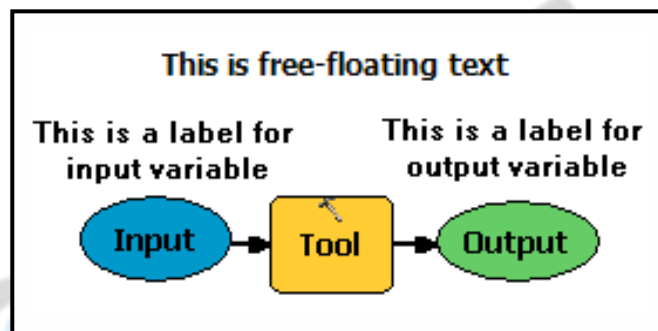 This is free-floating text
This is a label for
input variable
This is a label for
output variable
Input
Tool
Output